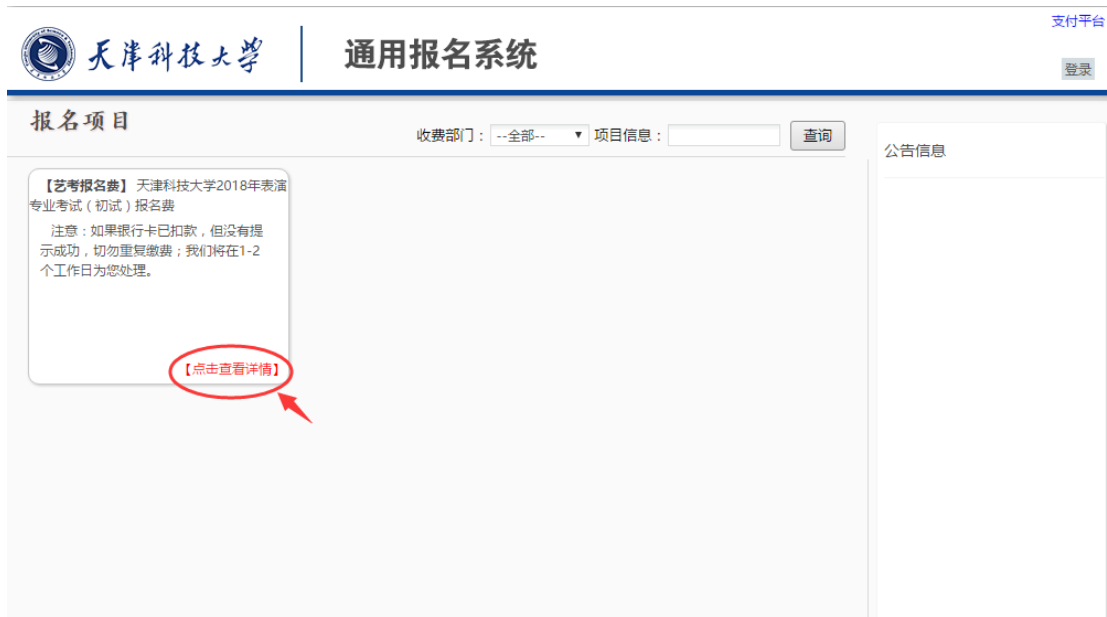 支付平台
天津科技大学
通用报名系统
登录
报名项目
收费部门：
--全部--
项目信息：
查询
公告信息
【艺考报名费】 天津科技大学2018年表演
专业考试（初试）报名费
注意：如果银行卡已扣款，但没有提
示成功，切勿重复缴费；我们将在1-2
个工作日为您处理。
【点击查看详情】